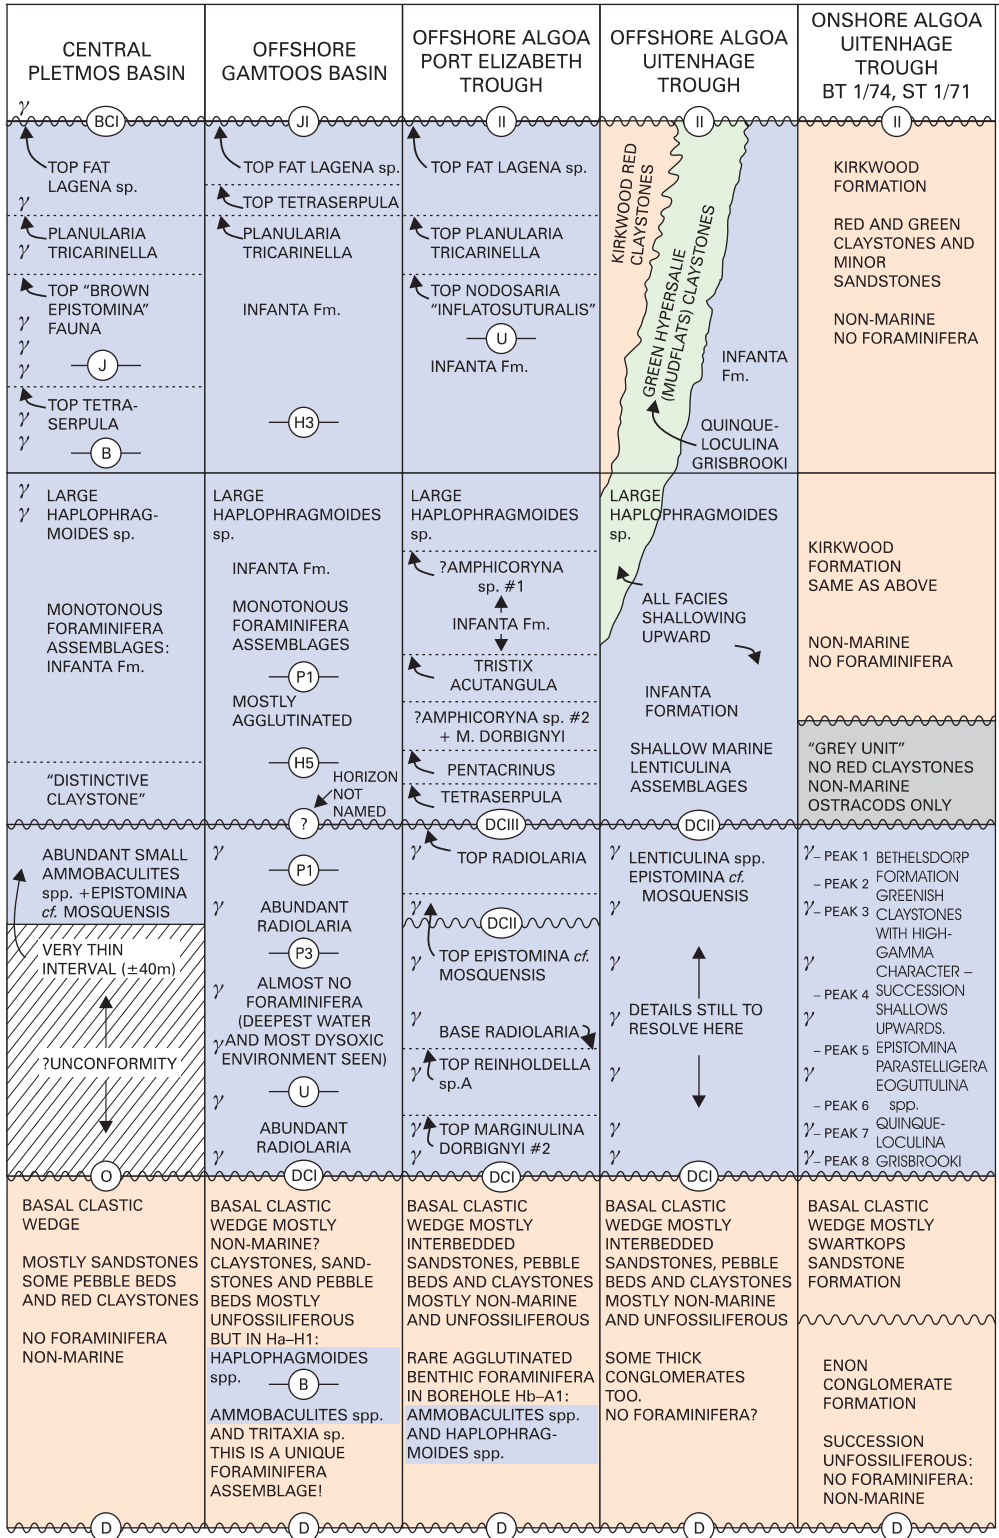 CENTRAL
PLETMOS BASIN
γ
BCI
TOP FAT
LAGENA sp.
γ
PLANULARIA
γ
TRICARINELLA
TOP “BROWN
EPISTOMINA”
γ
FAUNA
γ
γ
J
TOP TETRA-
γ
SERPULA
γ
B
γ
LARGE
γ
HAPLOPHRAG-
MOIDES sp.
MONOTONOUS
FORAMINIFERA
ASSEMBLAGES:
INFANTA Fm.
“DISTINCTIVE
CLAYSTONE”
ABUNDANT SMALL
AMMOBACULITES
spp. +EPISTOMINA
cf. MOSQUENSIS
VERY THIN
INTERVAL (±40m)
?UNCONFORMITY
O
BASAL CLASTIC
WEDGE
MOSTLY SANDSTONES
SOME PEBBLE BEDS
AND RED CLAYSTONES
NO FORAMINIFERA
NON-MARINE
D
OFFSHORE
GAMTOOS BASIN
JI
TOP FAT LAGENA sp.
TOP TETRASERPULA
PLANULARIA
TRICARINELLA
INFANTA Fm.
H3
LARGE
HAPLOPHRAGMOIDES
sp.
INFANTA Fm.
MONOTONOUS
FORAMINIFERA
ASSEMBLAGES
P1
MOSTLY
AGGLUTINATED
H5
HORIZON
NOT
NAMED
?
γ
P1
γ
ABUNDANT
RADIOLARIA
P3
γ
ALMOST NO
FORAMINIFERA
(DEEPEST WATER
γ
AND MOST DYSOXIC
ENVIRONMENT SEEN)
U
γ
ABUNDANT
RADIOLARIA
γ
DCI
BASAL CLASTIC
WEDGE MOSTLY
NON-MARINE?
CLAYSTONES, SAND-
STONES AND PEBBLE
BEDS MOSTLY
UNFOSSILIFEROUS
BUT IN Ha–H1:
HAPLOPHAGMOIDES
spp.
B
AMMOBACULITES spp.
AND TRITAXIA sp.
THIS IS A UNIQUE
FORAMINIFERA
ASSEMBLAGE!
D
OFFSHORE ALGOA
PORT ELIZABETH
TROUGH
II
TOP FAT LAGENA sp.
TOP PLANULARIA
TRICARINELLA
TOP NODOSARIA
“INFLATOSUTURALIS”
U
INFANTA Fm.
LARGE
HAPLOPHRAGMOIDES
sp.
?AMPHICORYNA
sp. #1
INFANTA Fm.
TRISTIX
ACUTANGULA
?AMPHICORYNA sp. #2
+ M. DORBIGNYI
PENTACRINUS
TETRASERPULA
DCIII
γ
TOP RADIOLARIA
γ
DCII
γ
TOP EPISTOMINA cf.
MOSQUENSIS
γ
BASE RADIOLARIA
γ
TOP REINHOLDELLA
sp.A
γ
TOP MARGINULINA
γ
DORBIGNYI #2
DCI
BASAL CLASTIC
WEDGE MOSTLY
INTERBEDDED
SANDSTONES, PEBBLE
BEDS AND CLAYSTONES
MOSTLY NON-MARINE
AND UNFOSSILIFEROUS
RARE AGGLUTINATED
BENTHIC FORAMINIFERA
IN BOREHOLE Hb–A1:
AMMOBACULITES spp.
AND HAPLOPHRAG-
MOIDES spp.
D
OFFSHORE ALGOA
UITENHAGE
TROUGH
II
KIRKWOOD RED
CLAYSTONES
GREEN HYPERSALIE
(MUDFLATS) CLAYSTONES
INFANTA
Fm.
QUINQUE-
LOCULINA
GRISBROOKI
LARGE
HAPLOPHRAGMOIDES
sp.
ALL FACIES
SHALLOWING
UPWARD
INFANTA
FORMATION
SHALLOW MARINE
LENTICULINA
ASSEMBLAGES
DCII
γ
LENTICULINA spp.
EPISTOMINA cf.
MOSQUENSIS
γ
γ
γ
DETAILS STILL TO
RESOLVE HERE
γ
γ
γ
DCI
BASAL CLASTIC
WEDGE MOSTLY
INTERBEDDED
SANDSTONES, PEBBLE
BEDS AND CLAYSTONES
MOSTLY NON-MARINE
AND UNFOSSILIFEROUS
SOME THICK
CONGLOMERATES
TOO.
NO FORAMINIFERA?
D
ONSHORE ALGOA
UITENHAGE
TROUGH
BT 1/74, ST 1/71
II
KIRKWOOD
FORMATION
RED AND GREEN
CLAYSTONES AND
MINOR
SANDSTONES
NON-MARINE
NO FORAMINIFERA
KIRKWOOD
FORMATION
SAME AS ABOVE
NON-MARINE
NO FORAMINIFERA
“GREY UNIT”
NO RED CLAYSTONES
NON-MARINE
OSTRACODS ONLY
γ – PEAK 1 BETHELSDORP
– PEAK 2 FORMATION
GREENISH
γ – PEAK 3 CLAYSTONES
WITH HIGH-
γ GAMMA
CHARACTER –
– PEAK 4 SUCCESSION
γ SHALLOWS
UPWARDS.
– PEAK 5 EPISTOMINA
γ PARASTELLIGERA
EOGUTTULINA
– PEAK 6 spp.
γ – PEAK 7 QUINQUE-
LOCULINA
γ – PEAK 8 GRISBROOKI
BASAL CLASTIC
WEDGE MOSTLY
SWARTKOPS
SANDSTONE
FORMATION
ENON
CONGLOMERATE
FORMATION
SUCCESSION
UNFOSSILIFEROUS:
NO FORAMINIFERA:
NON-MARINE
D